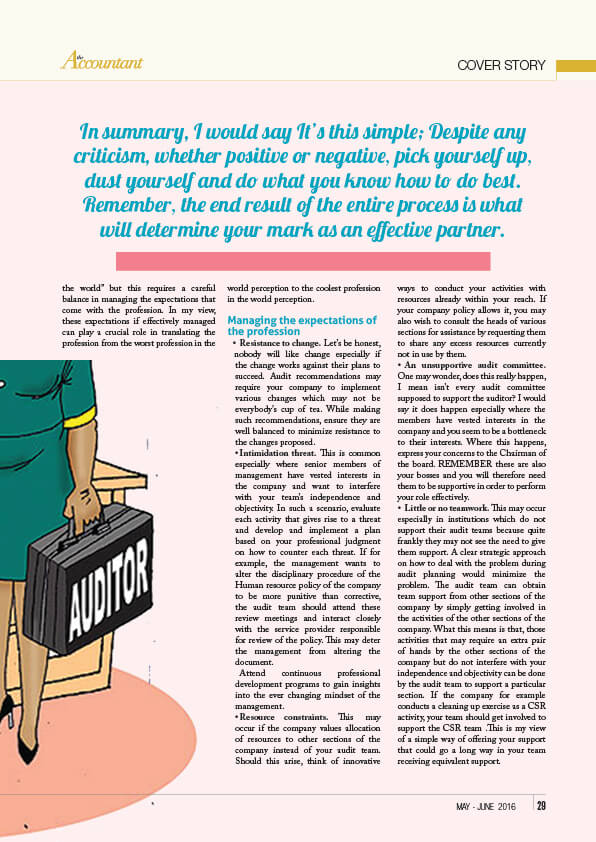 the
Accountant
COVER STORY
In summary, I would say It's this simple; Despite any
criticism, whether positive or negative, pick yourself up,
dust yourself and do what you know how to do best.
Remember, the end result of the entire process is what
will determine your mark as an effective partner.
the world" but this requires a careful
balance in managing the expectations that
come with the profession. In my view,
these expectations if effectively managed
can play a crucial role in translating the
profession from the worst profession in the
AUDITOR
world perception to the coolest profession
in the world perception.
Managing the expectations of
the profession
• Resistance to change. Let's be honest,
nobody will like change especially if
the change works against their plans to
succeed. Audit recommendations may
require your company to implement
various changes which may not be
everybody's cup of tea. While making
such recommendations, ensure they are
well balanced to minimize resistance to
the changes proposed.
•Intimidation threat. This is common
especially where senior members of
management have vested interests in
the company and want to interfere
with your team's independence and
objectivity. In such a scenario, evaluate
each activity that gives rise to a threat
and develop and implement a plan
based on your professional judgment
on how to counter each threat. If for
example, the management wants to
alter the disciplinary procedure of the
Human resource policy of the company
to be more punitive than corrective,
the audit team should attend these
review meetings and interact closely
with the service provider responsible
for review of the policy. This may deter
the management from altering the
document.
Attend continuous professional
development programs to gain insights
into the ever changing mindset of the
management.
•Resource constraints. This may
occur if the company values allocation
of resources to other sections of the
company instead of your audit team.
Should this arise, think of innovative
ways to conduct your activities with
resources already within your reach. If
your company policy allows it, you may
also wish to consult the heads of various
sections for assistance by requesting them
to share any excess resources currently
not in use by them.
• An unsupportive audit committee.
One may wonder, does this really happen,
I mean isn't every audit committee
supposed to support the auditor? I would
say it does happen especially where the
members have vested interests in the
company and you seem to be a bottleneck
to their interests. Where this happens,
express your concerns to the Chairman of
the board. REMEMBER these are also
your bosses and you will therefore need
them to be supportive in order to perform
your role effectively.
• Little or no teamwork. This may occur
especially in institutions which do not
support their audit teams because quite
frankly they may not see the need to give
them support. A clear strategic approach
on how to deal with the problem during
audit planning would minimize the
problem. The audit team can obtain
team support from other sections of the
company by simply getting involved in
the activities of the other sections of the
company. What this means is that, those
activities that may require an extra pair
of hands by the other sections of the
company but do not interfere with your
independence and objectivity can be done
by the audit team to support a particular
section. If the company for example
conducts a cleaning up exercise as a CSR
activity, your team should get involved to
support the CSR team .This is my view
of a simple way of offering your support
that could go a long way in your team
receiving equivalent support.
MAY - JUNE 2016 29